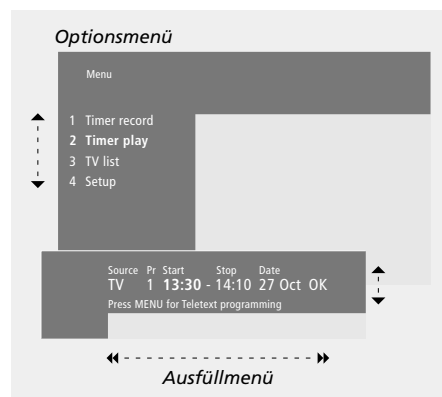 Optionsmenü
Menu
1 Timer record
2 Timer play
3 TV list
4 Setup
Source Pr Start Stop Date
TV 1 13:30 - 14:10 27 Oct OK
Press MENU for Teletext programming
Ausfüllmenü